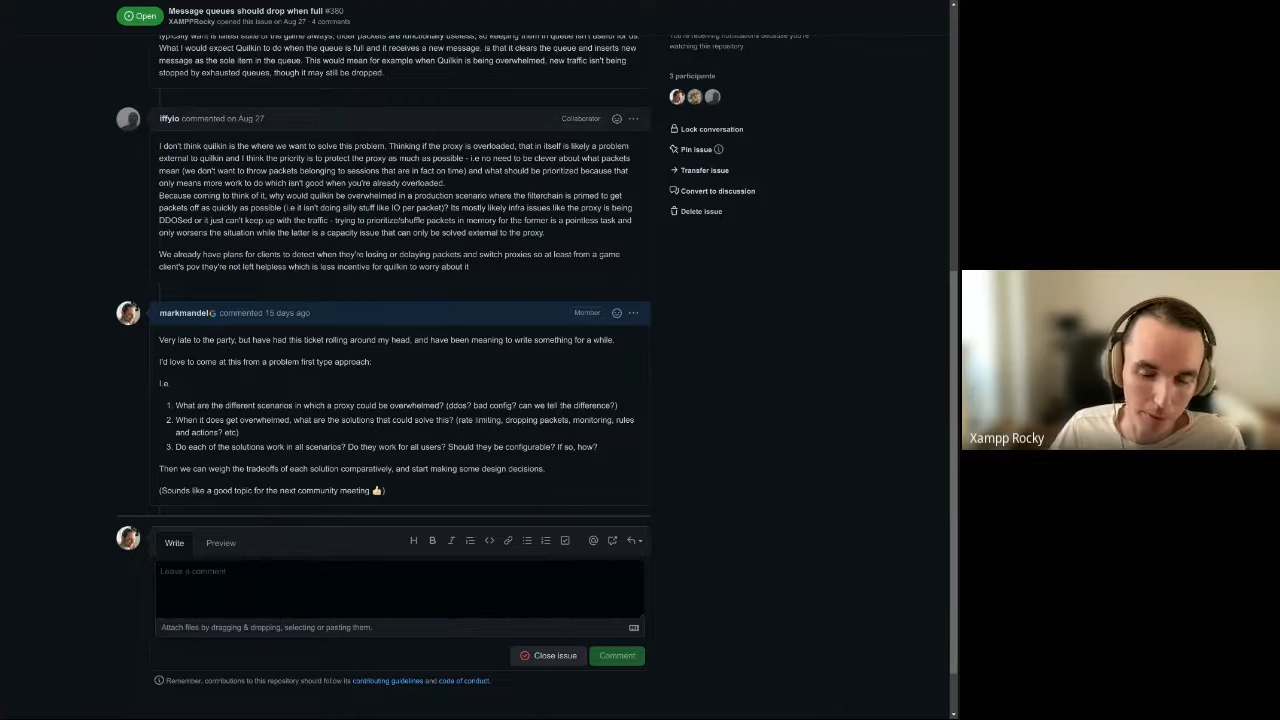 Open
Message queues should drop when full #380
XAMPPRocky opened this issue on Aug 27 · 4 comments
typically want is latest state of the game always, older packets are functionally useless, so keeping them in queue isn't useful for us.
What I would expect Quilkin to do when the queue is full and it receives a new message, is that it clears the queue and inserts new
message as the sole item in the queue. This would mean for example when Quilkin is being overwhelmed, new traffic isn't being
stopped by exhausted queues, though it may still be dropped.
You're receiving notifications because you're
watching this repository.
3 participants
Lock conversation
Pin issue
Transfer issue
Convert to discussion
Delete issue
iffyio commented on Aug 27
Collaborator
I don't think quilkin is the where we want to solve this problem. Thinking if the proxy is overloaded, that in itself is likely a problem
external to quilkin and I think the priority is to protect the proxy as much as possible - i.e no need to be clever about what packets
mean (we don't want to throw packets belonging to sessions that are in fact on time) and what should be prioritized because that
only means more work to do which isn't good when you're already overloaded.
Because coming to think of it, why would quilkin be overwhelmed in a production scenario where the filterchain is primed to get
packets off as quickly as possible (i.e it isn't doing silly stuff like IO per packet)? Its mostly likely infra issues like the proxy is being
DDOSed or it just can't keep up with the traffic - trying to prioritize/shuffle packets in memory for the former is a pointless task and
only worsens the situation while the latter is a capacity issue that can only be solved external to the proxy.
We already have plans for clients to detect when they're losing or delaying packets and switch proxies so at least from a game
client's pov they're not left helpless which is less incentive for quilkin to worry about it
markmandel commented 15 days ago
Member
Very late to the party, but have had this ticket rolling around my head, and have been meaning to write something for a while.
I'd love to come at this from a problem first type approach:
I.e.
1. What are the different scenarios in which a proxy could be overwhelmed? (ddos? bad config? can we tell the difference?)
2. When it does get overwhelmed, what are the solutions that could solve this? (rate limiting, dropping packets, monitoring, rules
and actions? etc)
3. Do each of the solutions work in all scenarios? Do they work for all users? Should they be configurable? If so, how?
Then we can weigh the tradeoffs of each solution comparatively, and start making some design decisions.
(Sounds like a good topic for the next community meeting 👍🏻)
Write
Preview
Leave a comment
Attach files by dragging & dropping, selecting or pasting them.
Close issue
Comment
Remember, contributions to this repository should follow its contributing guidelines and code of conduct.
Xampp Rocky